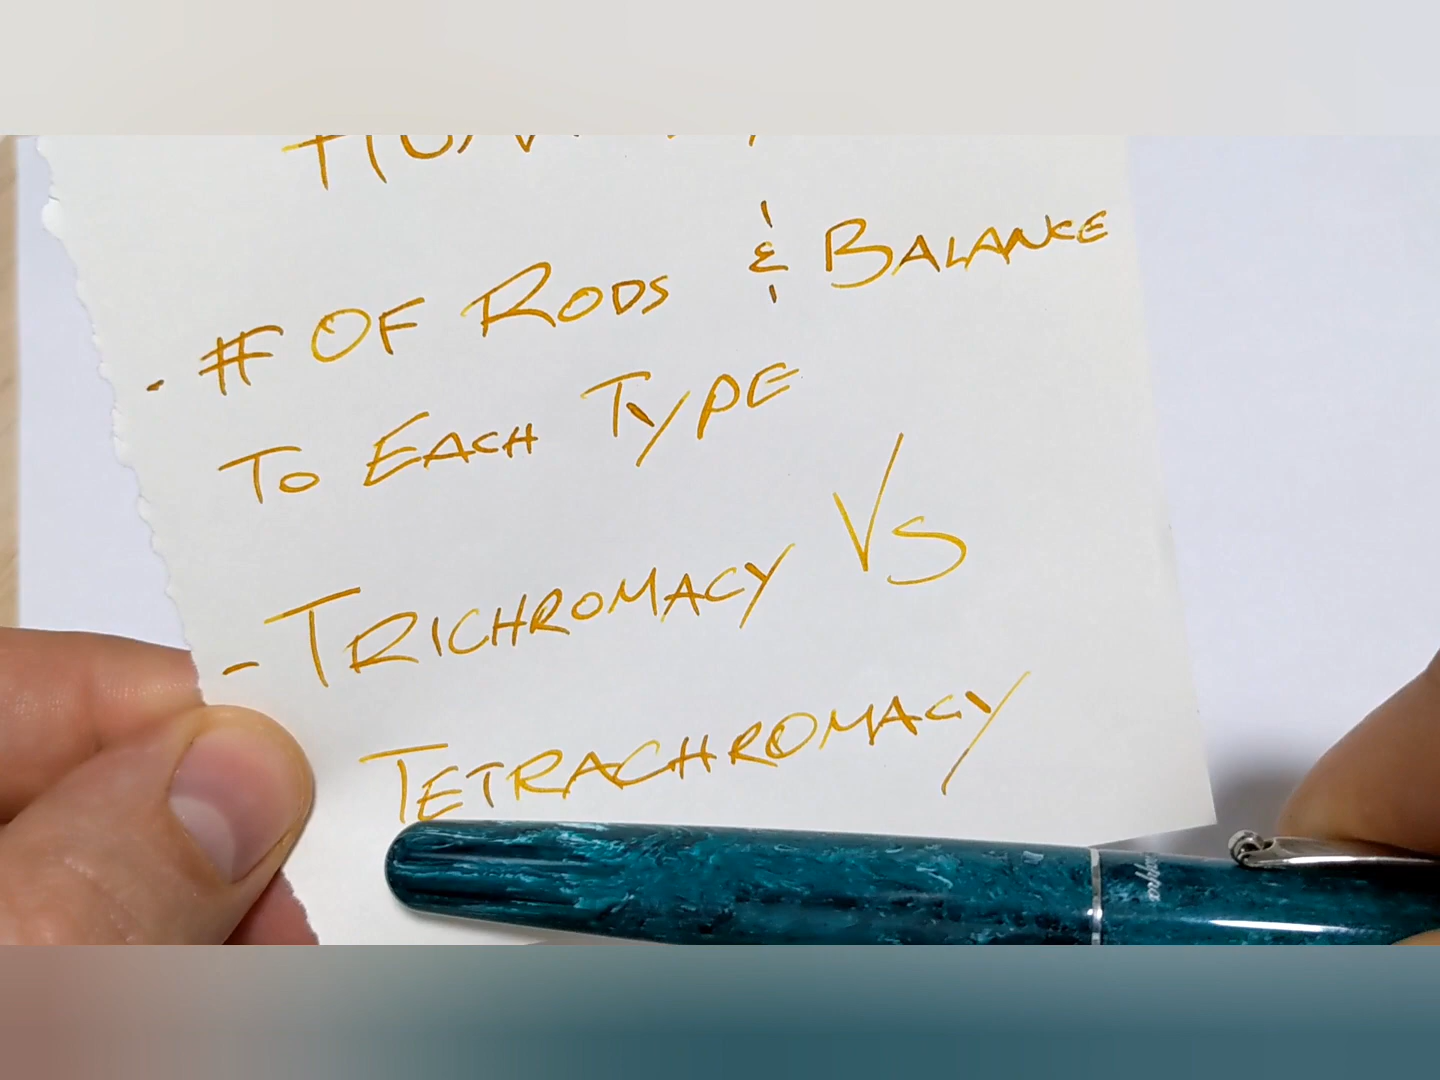 - # OF RODS & BALANCE
TO EACH TYPE
- TRICHROMACY VS
TETRACHROMACY